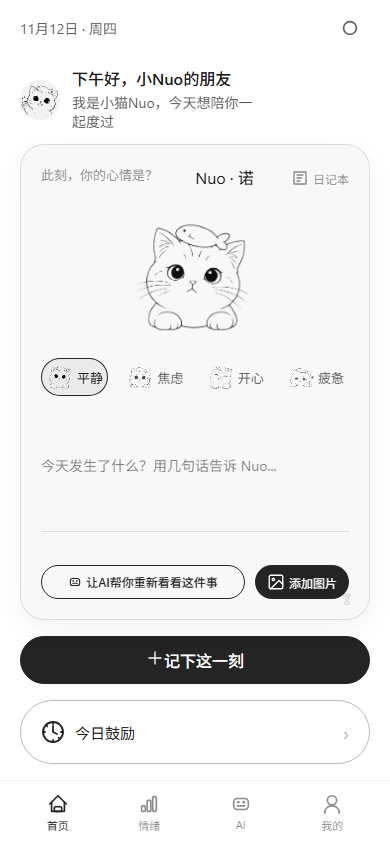 11月12日 · 周四
下午好，小Nuo的朋友
我是小猫Nuo，今天想陪你一
起度过
此刻，你的心情是？
Nuo · 诺
日记本
平静
焦虑
开心
疲惫
今天发生了什么？用几句话告诉 Nuo...
让AI帮你重新看看这件事
添加图片
记下这一刻
今日鼓励
首页
情绪
AI
我的